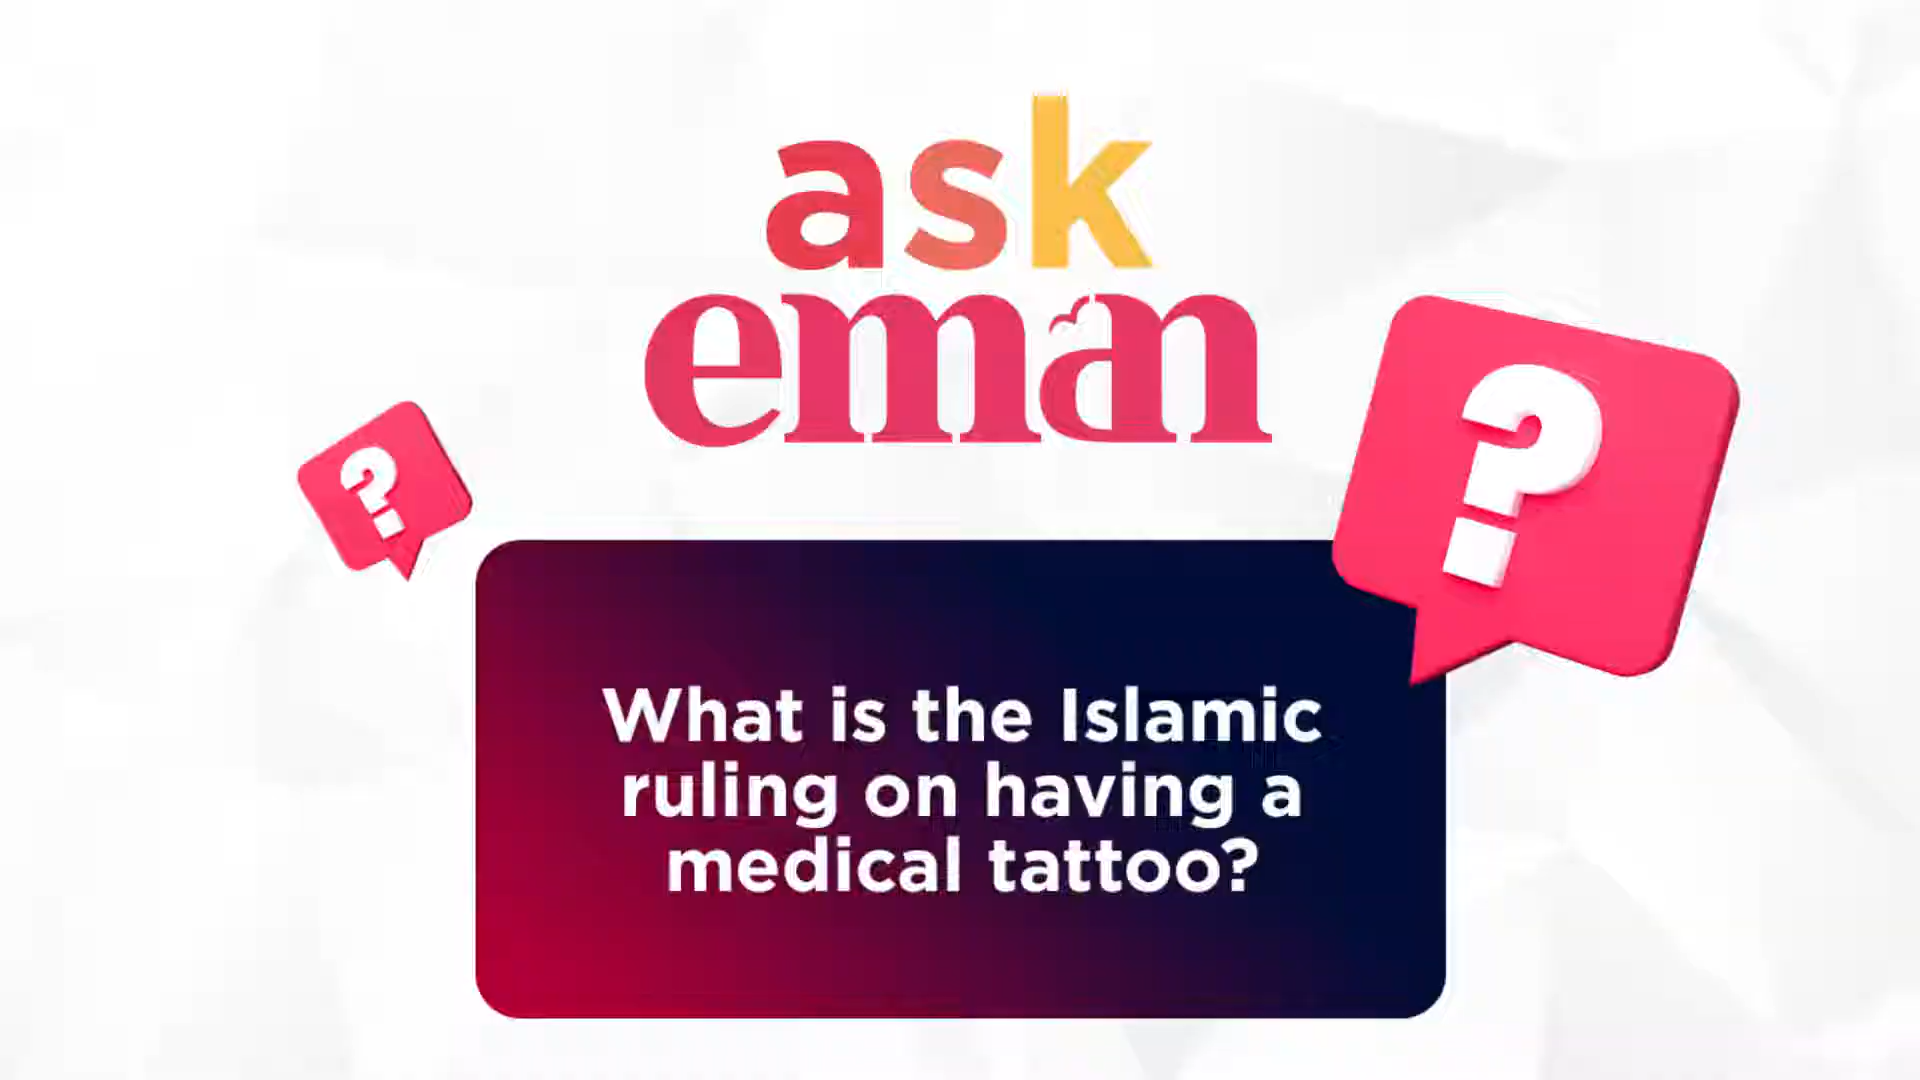 ask
eman
?
?
What is the Islamic
ruling on having a
medical tattoo?